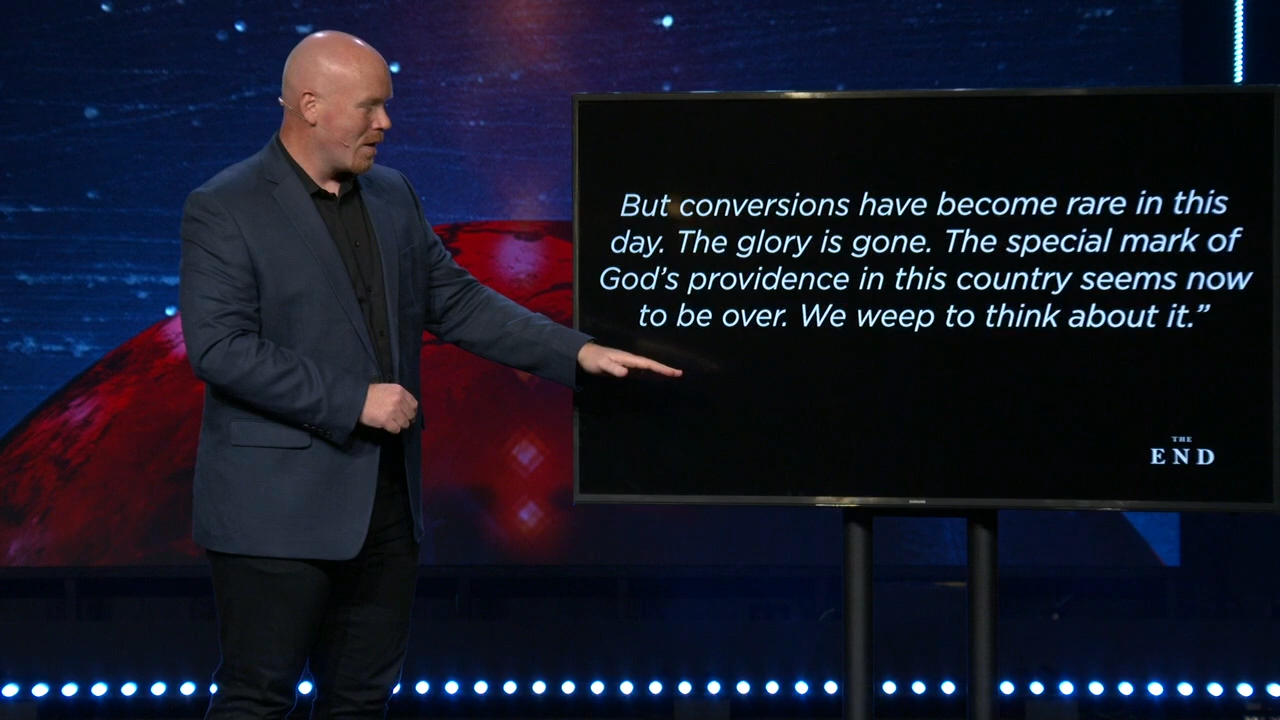 But conversions have become rare in this
day. The glory is gone. The special mark of
God’s providence in this country seems now
to be over. We weep to think about it.”
THE
END
SAMSUNG